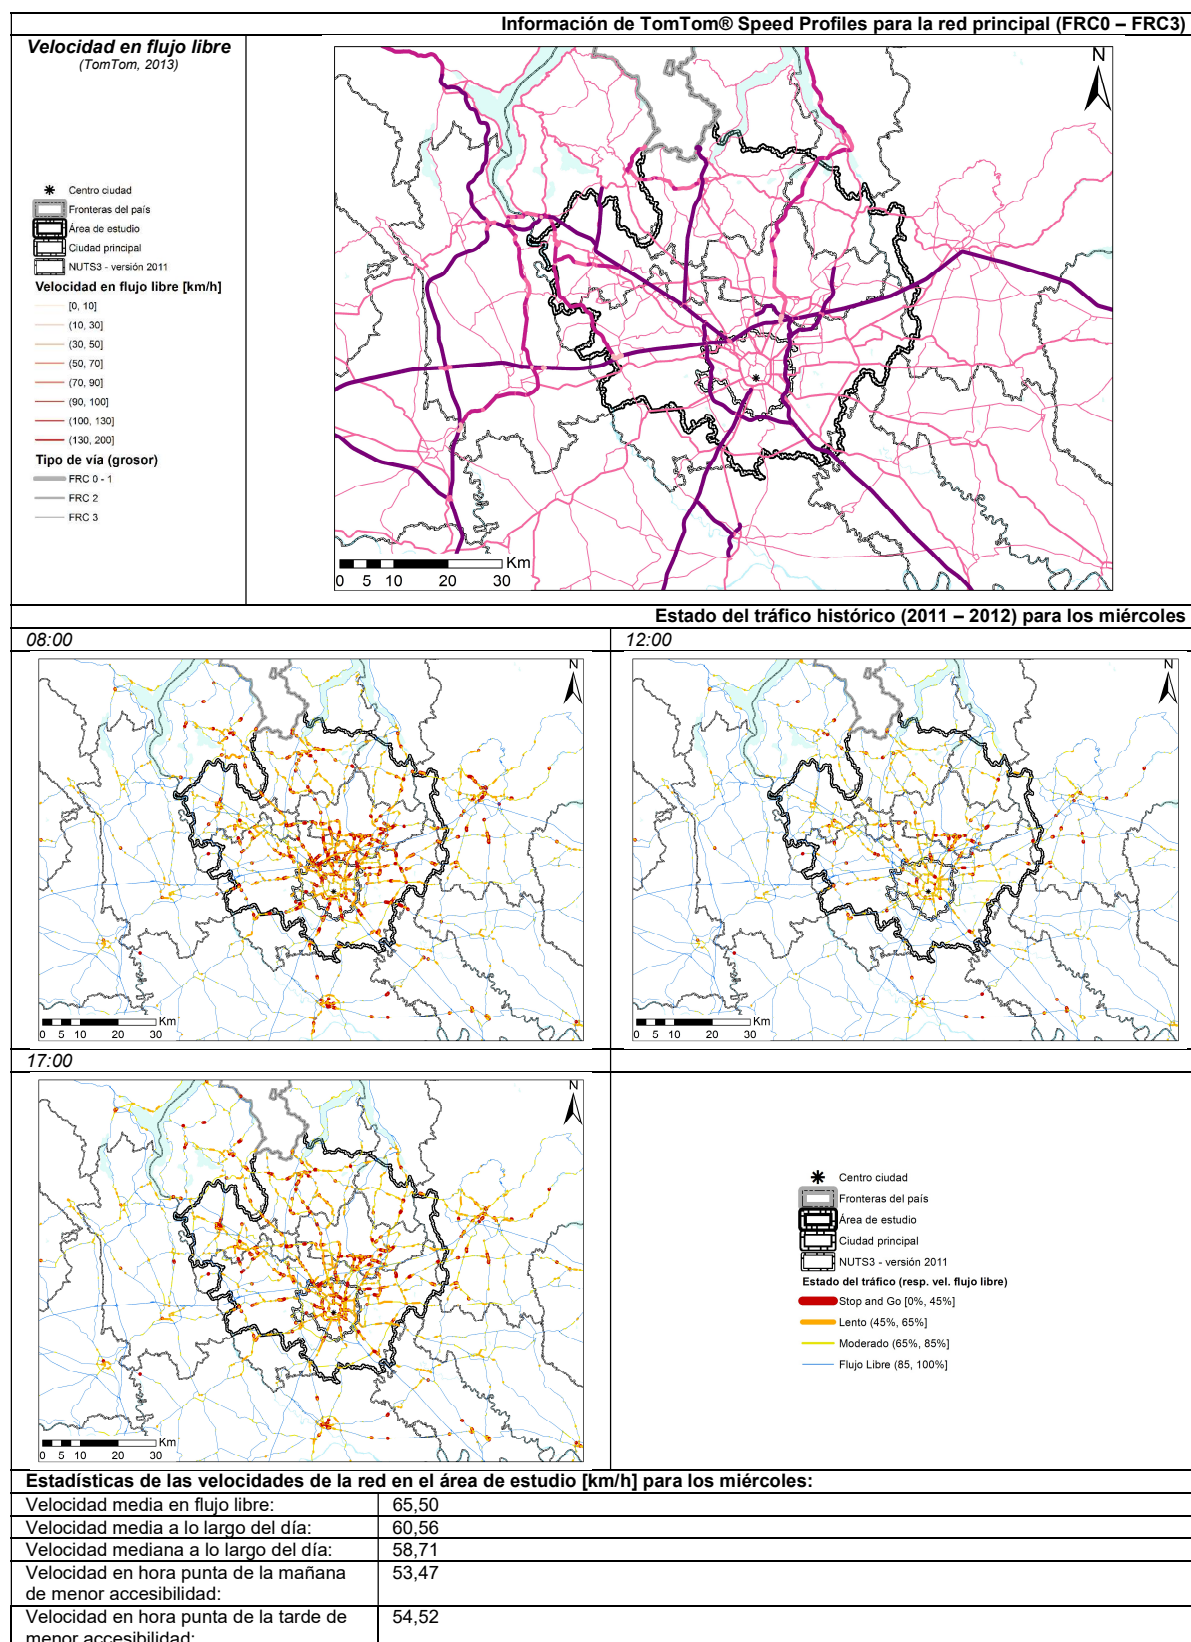 Información de TomTom® Speed Profiles para la red principal (FRC0 – FRC3)
Velocidad en flujo libre
(TomTom, 2013)
Centro ciudad
Fronteras del país
Área de estudio
Ciudad principal
NUTS3 - versión 2011
Velocidad en flujo libre [km/h]
[0, 10]
(10, 30]
(30, 50]
(50, 70]
(70, 90]
(90, 100]
(100, 130]
(130, 200]
Tipo de vía (grosor)
FRC 0 - 1
FRC 2
FRC 3
N
Km
0 5 10 20 30
Estado del tráfico histórico (2011 – 2012) para los miércoles
08:00
12:00
N
Km
0 5 10 20 30
N
Km
0 5 10 20 30
17:00
N
Km
0 5 10 20 30
Centro ciudad
Fronteras del país
Área de estudio
Ciudad principal
NUTS3 - versión 2011
Estado del tráfico (resp. vel. flujo libre)
Stop and Go [0%, 45%]
Lento (45%, 65%]
Moderado (65%, 85%]
Flujo Libre (85, 100%]
Estadísticas de las velocidades de la red en el área de estudio [km/h] para los miércoles:
Velocidad media en flujo libre: 65,50
Velocidad media a lo largo del día: 60,56
Velocidad mediana a lo largo del día: 58,71
Velocidad en hora punta de la mañana 53,47
de menor accesibilidad:
Velocidad en hora punta de la tarde de 54,52
menor accesibilidad: